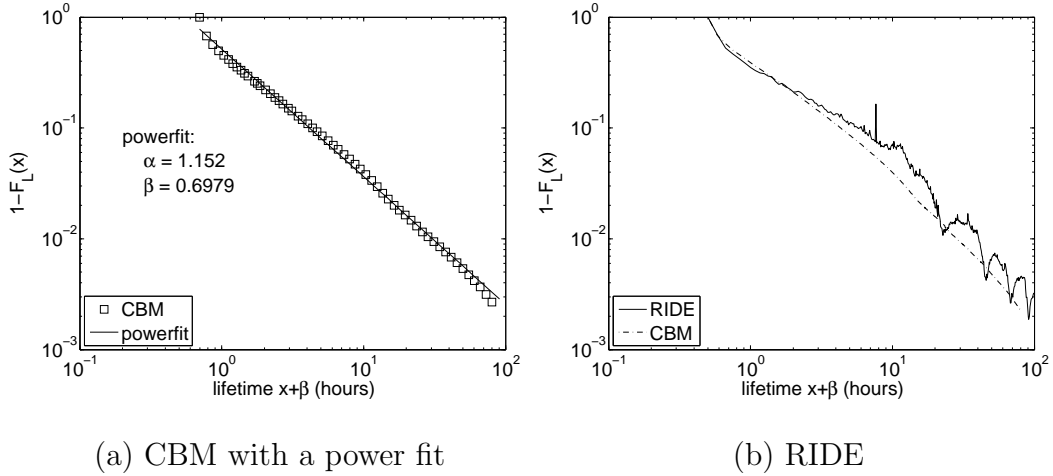 10^0
10^−1
10^−2
10^−3
1−F_L(x)
powerfit:
α = 1.152
β = 0.6979
CBM
powerfit
10^−1
10^0
10^1
10^2
lifetime x+β (hours)
(a) CBM with a power fit
10^0
10^−1
10^−2
10^−3
1−F_L(x)
RIDE
CBM
10^−1
10^0
10^1
10^2
lifetime x+β (hours)
(b) RIDE